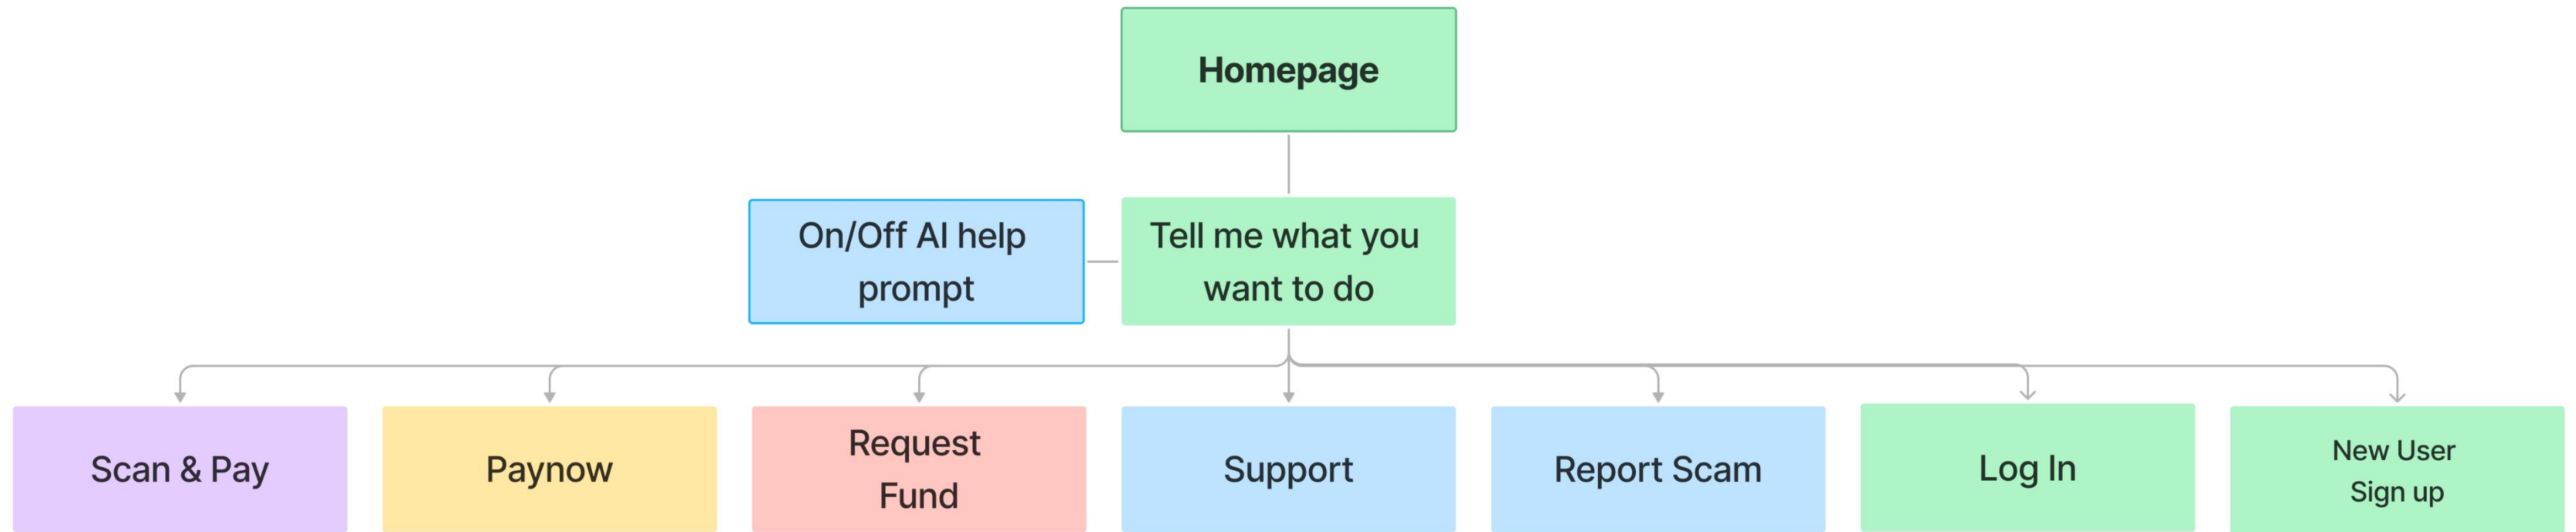 Homepage
On/Off AI help
prompt
Tell me what you
want to do
Scan & Pay
Paynow
Request
Fund
Support
Report Scam
Log In
New User
Sign up